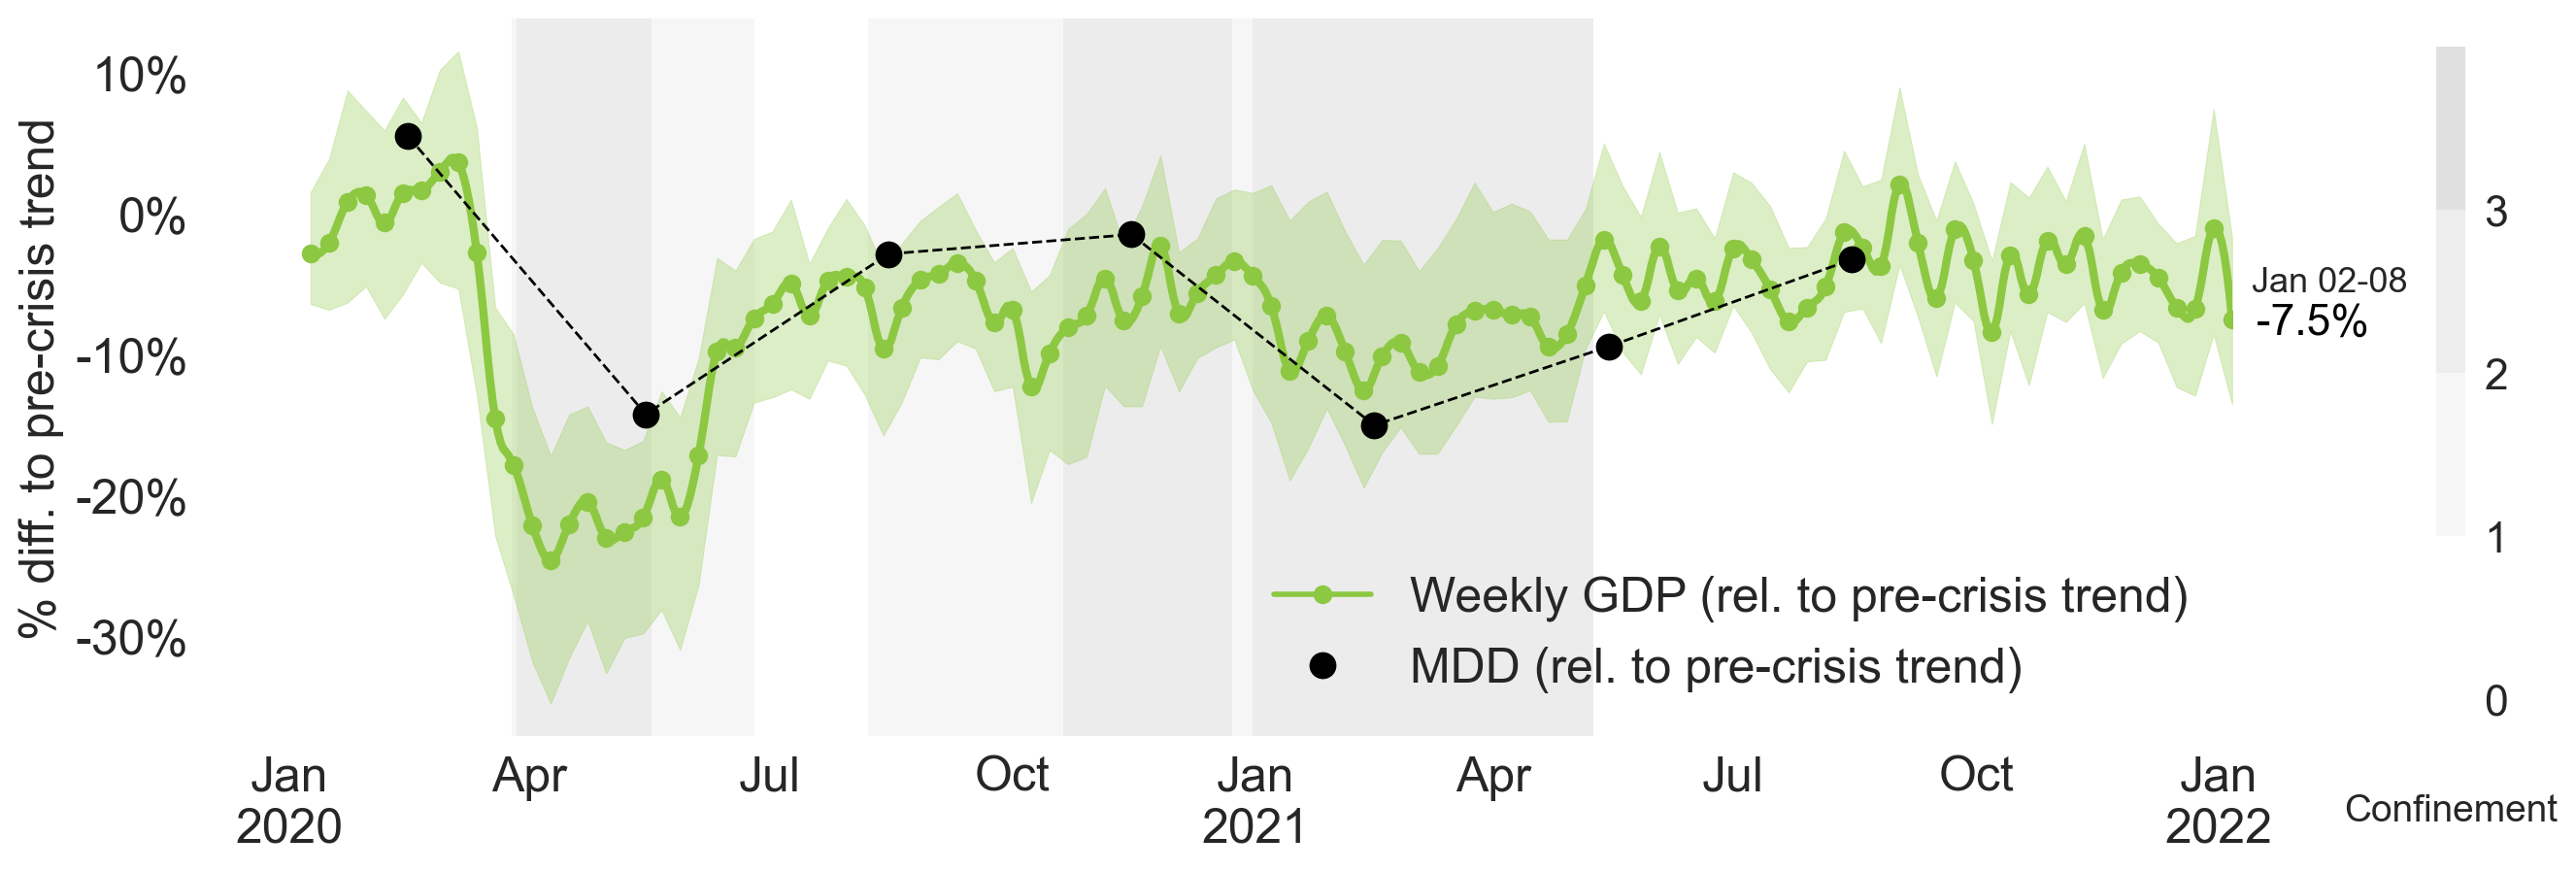 % diff. to pre-crisis trend
10%
0%
-10%
-20%
-30%
Jan
2020
Apr
Jul
Oct
Jan
2021
Apr
Jul
Oct
Jan
2022
Jan 02-08
-7.5%
Weekly GDP (rel. to pre-crisis trend)
MDD (rel. to pre-crisis trend)
3
2
1
0
Confinement